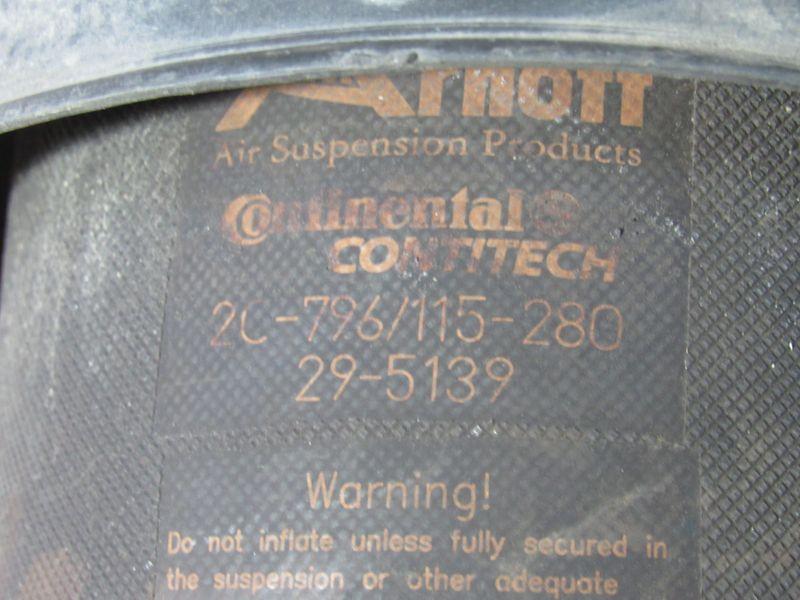 Arnott
Air Suspension Products
Continental
CONTITECH
2C-796/115-280
29-5139
Warning!
Do not inflate unless fully secured in
the suspension or other adequate